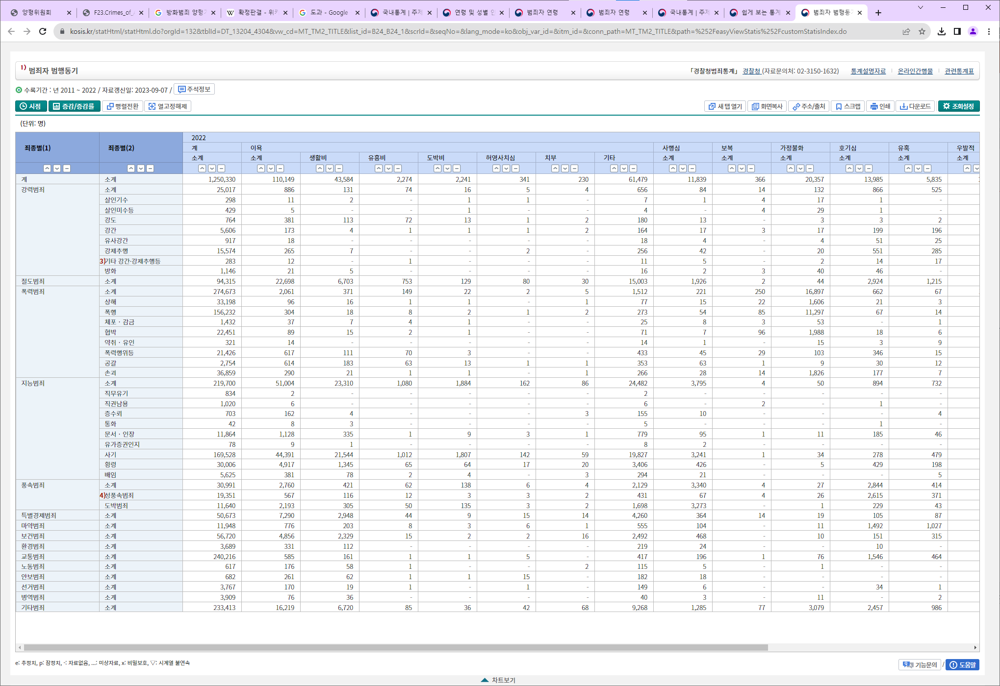 양형위원회
F23.Crimes_of_
방화범죄 양형
확정판결 - 위키
도과 - Google
국내통계 | 주제
연령 및 성별 인
범죄자 연령
범죄자 연령
국내통계 | 주제
쉽게 보는 통계
범죄자 범행동
kosis.kr/statHtml/statHtml.do?orgId=132&tblId=DT_13204_4304&vw_cd=MT_TM2_TITLE&list_id=B24_B24_1&scrId=&seqNo=&lang_mode=ko&obj_var_id=&itm_id=&conn_path=MT_TM2_TITLE&path=%252FeasyViewStatis%252FcustomStatisIndex.do
1) 범죄자 범행동기
「경찰청범죄통계」 경찰청 (자료문의처: 02-3150-1632) 통계설명자료 온라인간행물 관련통계표
수록기간 : 년 2011 ~ 2022 / 자료갱신일: 2023-09-07 / 주석정보
시점 증감/증감률 행렬전환 열고정해제 새 탭 열기 화면복사 주소/출처 스크랩 인쇄 다운로드 조회설정
(단위: 명)
죄종별(1) 죄종별(2) 2022
계 이욕 사행심 보복 가정불화 호기심 유혹 우발적
소계 소계 생활비 유흥비 도박비 허영사치심 치부 기타 소계 소계 소계 소계 소계 소계
계 소계 1,250,330 110,149 43,584 2,274 2,241 341 230 61,479 11,839 366 20,357 13,985 5,835
강력범죄 소계 25,017 886 131 74 16 5 4 656 84 14 132 866 525
살인기수 298 11 2 - 1 1 - 7 1 4 17 1 -
살인미수등 429 5 - - 1 - - 4 - 4 29 1 -
강도 764 381 113 72 13 1 2 180 13 - 3 3 2
강간 5,606 173 4 1 1 1 2 164 17 3 17 199 196
유사강간 917 18 - - - - - 18 4 - 4 51 25
강제추행 15,574 265 7 - - 2 - 256 42 - 20 551 285
3)기타 강간·강제추행등 283 12 - 1 - - - 11 5 - 2 14 17
방화 1,146 21 5 - - - - 16 2 3 40 46 -
절도범죄 소계 94,315 22,698 6,703 753 129 80 30 15,003 1,926 2 44 2,924 1,215
폭력범죄 소계 274,673 2,061 371 149 22 2 5 1,512 221 250 16,897 662 67
상해 33,198 96 16 1 1 - 1 77 15 22 1,606 21 3
폭행 156,232 304 18 8 2 1 2 273 54 85 11,297 67 14
체포ㆍ감금 1,432 37 7 4 1 - - 25 8 3 53 - 1
협박 22,451 89 15 2 1 - - 71 7 96 1,988 18 6
약취ㆍ유인 321 14 - - - - - 14 1 - 15 3 9
폭력행위등 21,426 617 111 70 3 - - 433 45 29 103 346 15
공갈 2,754 614 183 63 13 1 1 353 63 1 9 30 12
손괴 36,859 290 21 1 1 - 1 266 28 14 1,826 177 7
지능범죄 소계 219,700 51,004 23,310 1,080 1,884 162 86 24,482 3,795 4 50 894 732
직무유기 834 2 - - - - - 2 - - - - -
직권남용 1,020 6 - - - - - 6 - 2 - 1 -
증수뢰 703 162 4 - - - 3 155 10 - - - 4
통화 42 8 3 - - - - 5 - - - 1 -
문서ㆍ인장 11,864 1,128 335 1 9 3 1 779 95 1 11 185 46
유가증권인지 78 9 1 - - - - 8 2 - - - -
사기 169,528 44,391 21,544 1,012 1,807 142 59 19,827 3,241 1 34 278 479
횡령 30,006 4,917 1,345 65 64 17 20 3,406 426 - 5 429 198
배임 5,625 381 78 2 4 - 3 294 21 - - - 5
풍속범죄 소계 30,991 2,760 421 62 138 6 4 2,129 3,340 4 27 2,844 414
4)성풍속범죄 19,351 567 116 12 3 3 2 431 67 4 26 2,615 371
도박범죄 11,640 2,193 305 50 135 3 2 1,698 3,273 - 1 229 43
특별경제범죄 소계 50,673 7,290 2,948 44 9 15 14 4,260 364 14 19 105 87
마약범죄 소계 11,948 776 203 8 3 6 1 555 104 - 11 1,492 1,027
보건범죄 소계 56,720 4,856 2,329 15 2 2 16 2,492 468 - 10 151 315
환경범죄 소계 3,689 331 112 - - - - 219 24 - - 10 -
교통범죄 소계 240,216 585 161 1 1 5 - 417 196 1 76 1,546 464
노동범죄 소계 617 176 58 1 - - 2 115 5 - 1 - -
안보범죄 소계 682 261 62 1 1 15 - 182 18 - - - -
선거범죄 소계 3,767 170 19 1 - 1 - 149 6 - - 34 1
병역범죄 소계 3,909 76 36 - - - - 40 3 - 11 - 2
기타범죄 소계 233,413 16,219 6,720 85 36 42 68 9,268 1,285 77 3,079 2,457 986
e: 추정치, p: 잠정치, -: 자료없음, ...: 미상자료, x: 비밀보호, ▽: 시계열 불연속
기능문의 / 도움말
차트보기